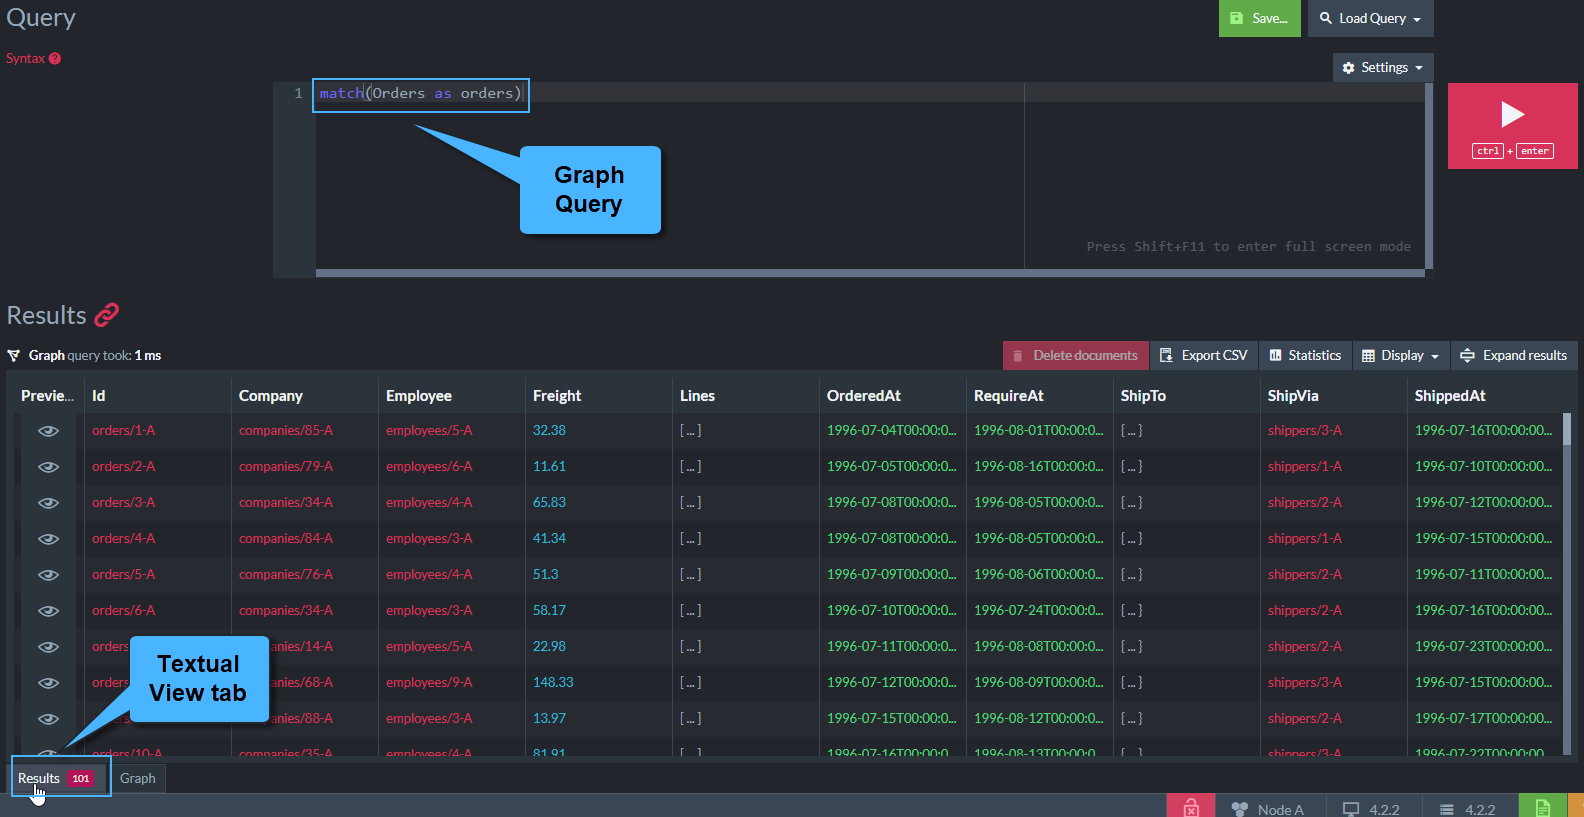 Query
Save...
Load Query
Syntax
Settings
1 match(Orders as orders)
ctrl + enter
Graph
Query
Press Shift+F11 to enter full screen mode
Results
Graph query took: 1 ms
Delete documents Export CSV Statistics Display Expand results
Previe... Id Company Employee Freight Lines OrderedAt RequireAt ShipTo ShipVia ShippedAt
orders/1-A companies/85-A employees/5-A 32.38 [...] 1996-07-04T00:00:0... 1996-08-01T00:00:0... {...} shippers/3-A 1996-07-16T00:00:00...
orders/2-A companies/79-A employees/6-A 11.61 [...] 1996-07-05T00:00:0... 1996-08-16T00:00:0... {...} shippers/1-A 1996-07-10T00:00:00...
orders/3-A companies/34-A employees/4-A 65.83 [...] 1996-07-08T00:00:0... 1996-08-05T00:00:0... {...} shippers/2-A 1996-07-12T00:00:00...
orders/4-A companies/84-A employees/3-A 41.34 [...] 1996-07-08T00:00:0... 1996-08-05T00:00:0... {...} shippers/1-A 1996-07-15T00:00:00...
orders/5-A companies/76-A employees/4-A 51.3 [...] 1996-07-09T00:00:0... 1996-08-06T00:00:0... {...} shippers/2-A 1996-07-11T00:00:00...
orders/6-A companies/34-A employees/3-A 58.17 [...] 1996-07-10T00:00:0... 1996-07-24T00:00:0... {...} shippers/2-A 1996-07-16T00:00:00...
orders anies/14-A employees/5-A 22.98 [...] 1996-07-11T00:00:0... 1996-08-08T00:00:0... {...} shippers/2-A 1996-07-23T00:00:00...
orders anies/68-A employees/9-A 148.33 [...] 1996-07-12T00:00:0... 1996-08-09T00:00:0... {...} shippers/3-A 1996-07-15T00:00:00...
orders anies/88-A employees/3-A 13.97 [...] 1996-07-15T00:00:0... 1996-08-12T00:00:0... {...} shippers/2-A 1996-07-17T00:00:00...
orders/10-A companies/35-A employees/4-A 81.91 [...] 1996-07-16T00:00:0... 1996-08-13T00:00:0... {...} shippers/3-A 1996-07-22T00:00:00...
Textual
View tab
Results 101 Graph
Node A 4.2.2 4.2.2